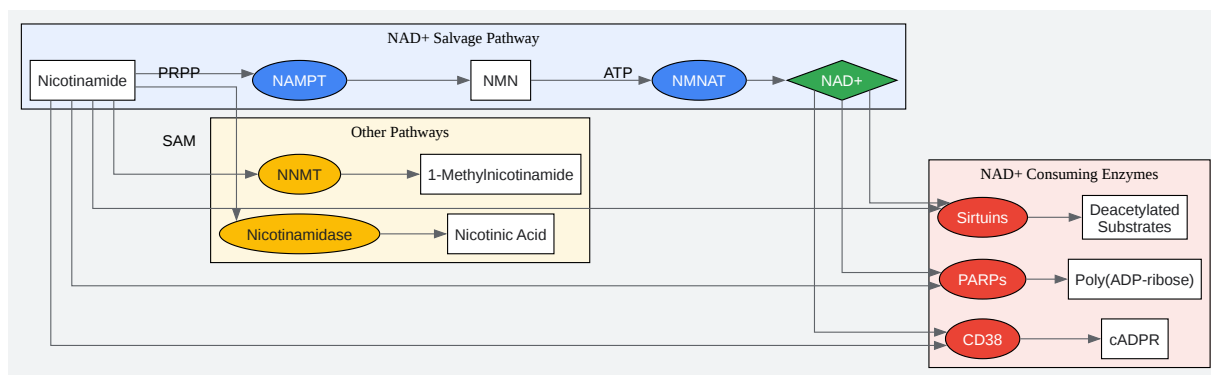 NAD+ Salvage Pathway
Nicotinamide
PRPP
NAMPT
NMN
ATP
NMNAT
NAD+
Other Pathways
SAM
NNMT
1-Methylnicotinamide
Nicotinamidase
Nicotinic Acid
NAD+ Consuming Enzymes
Sirtuins
Deacetylated
Substrates
PARPs
Poly(ADP-ribose)
CD38
cADPR